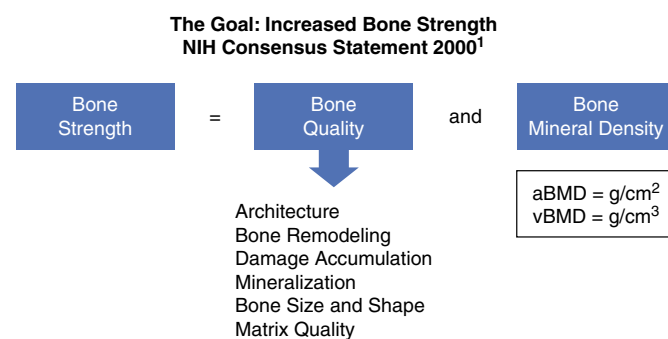 The Goal: Increased Bone Strength
NIH Consensus Statement 2000¹
Bone
Strength
=
Bone
Quality
and
Bone
Mineral Density
aBMD = g/cm²
vBMD = g/cm³
Architecture
Bone Remodeling
Damage Accumulation
Mineralization
Bone Size and Shape
Matrix Quality